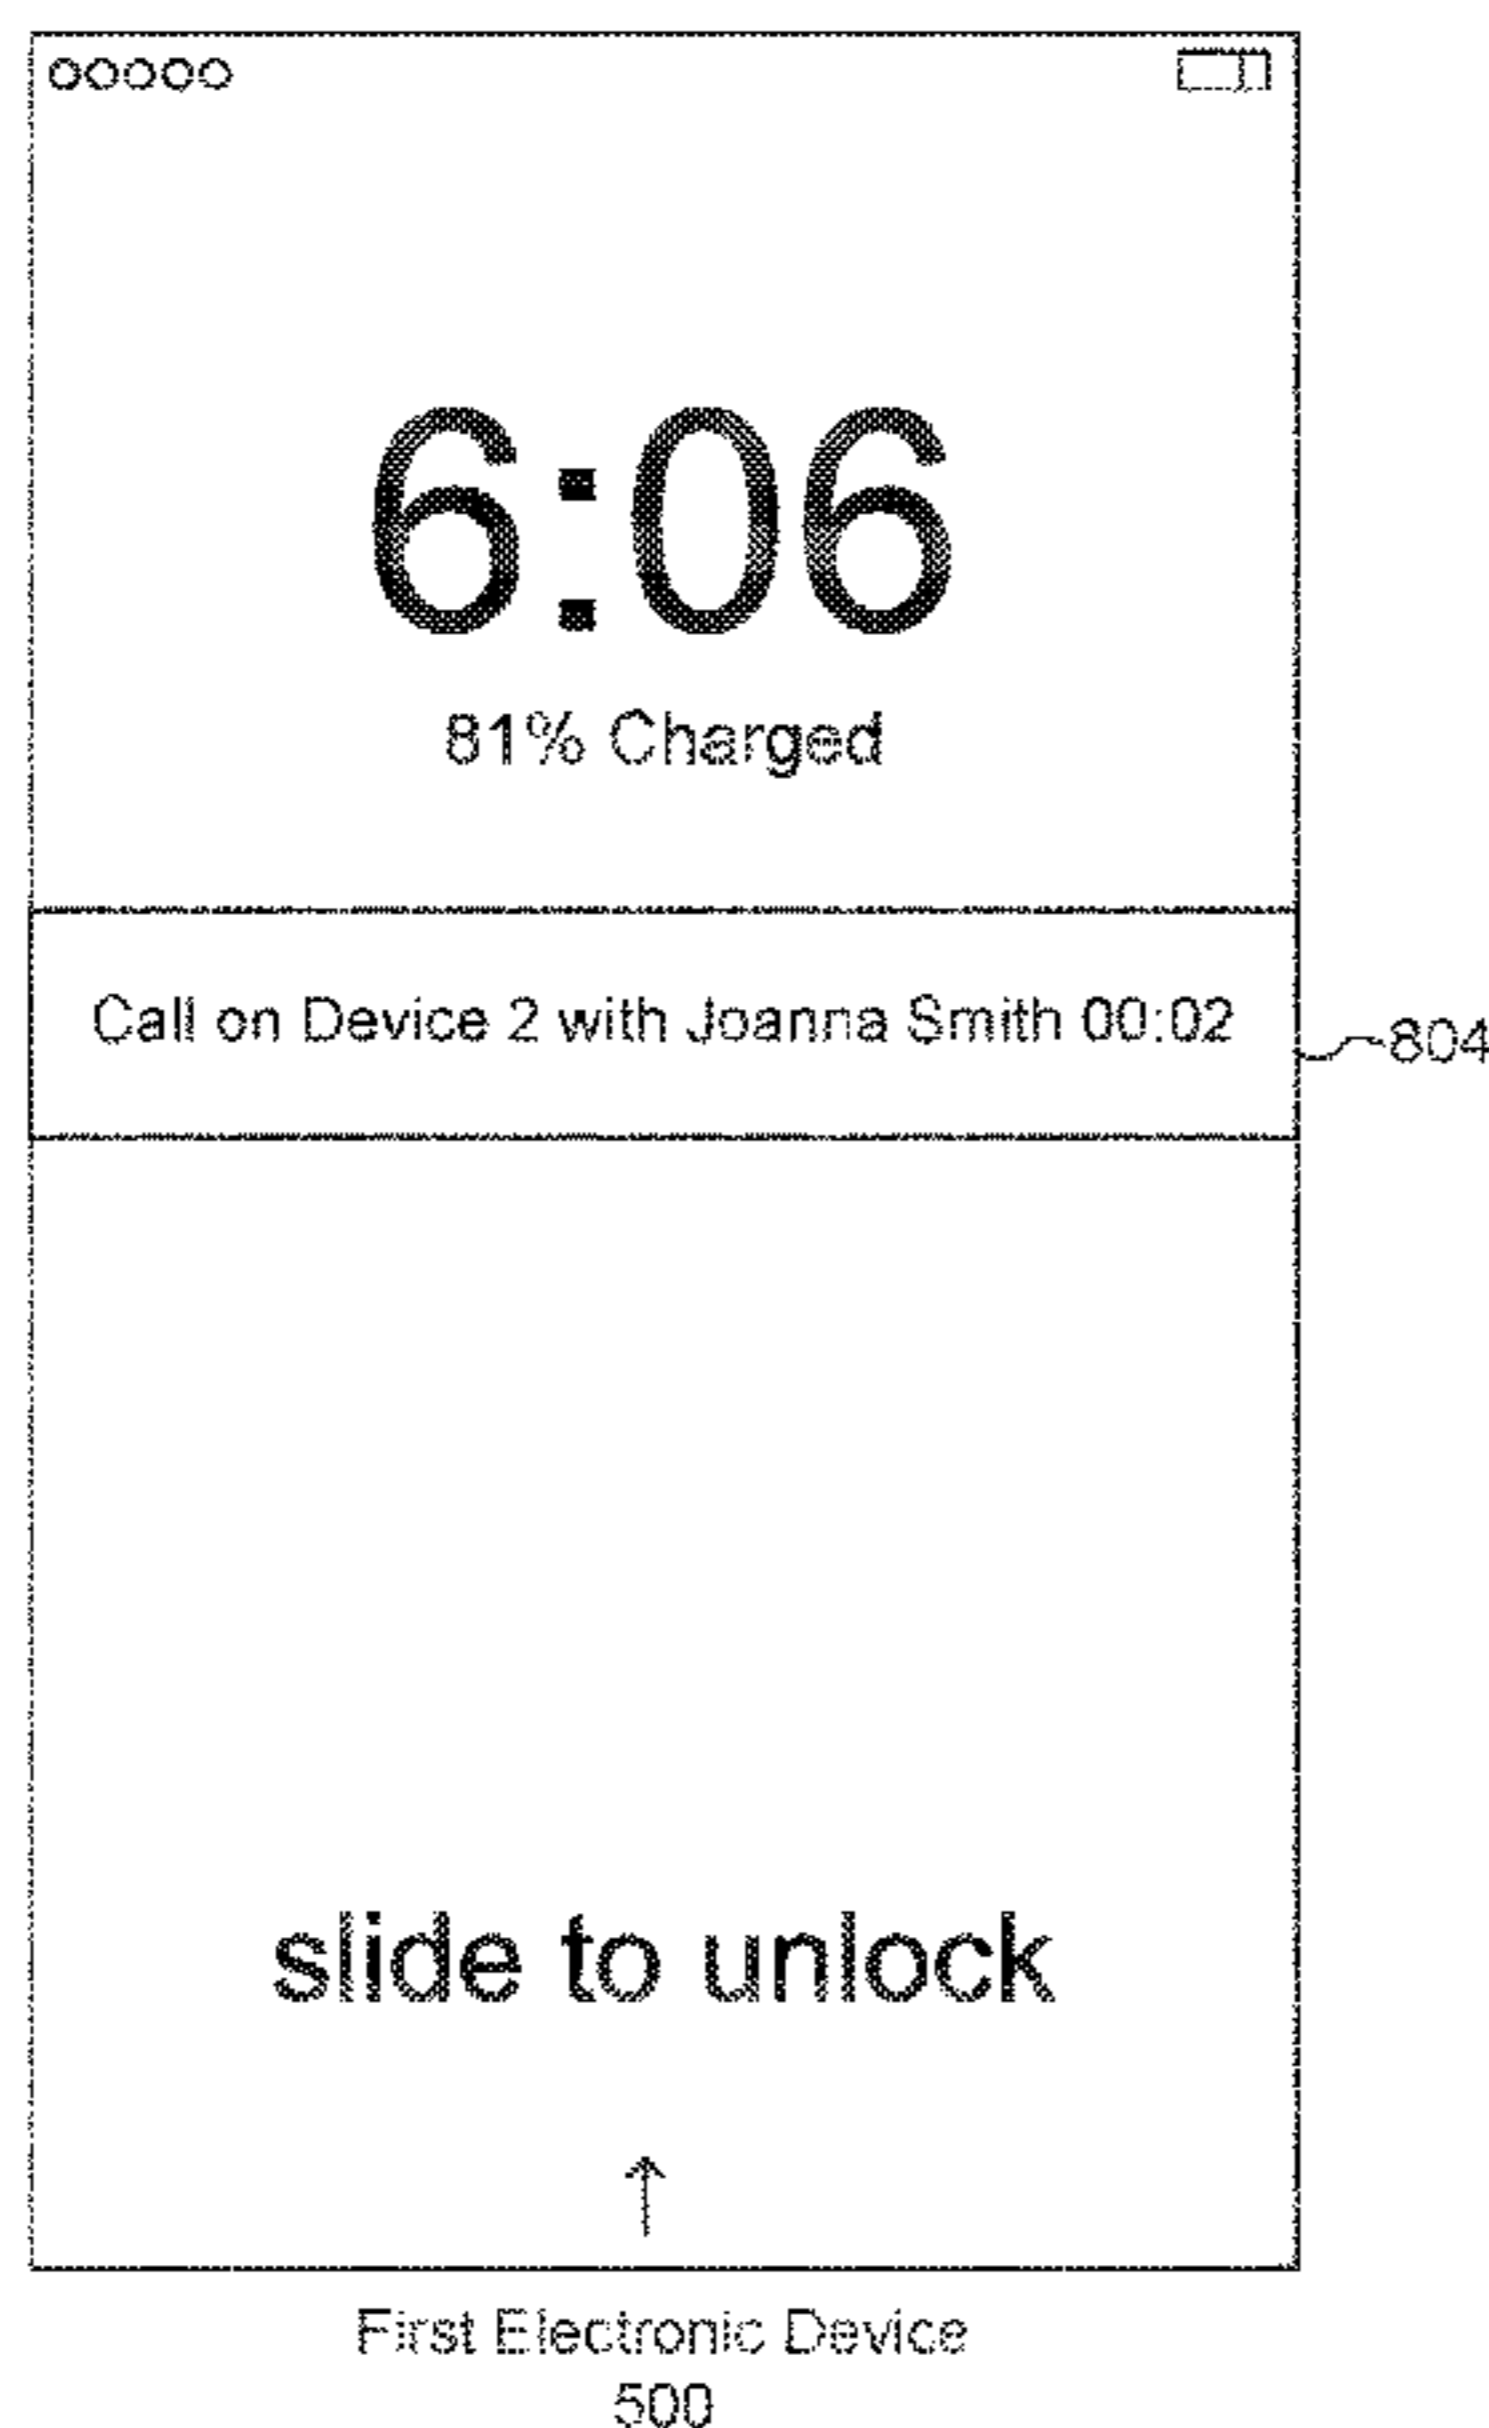 6:06
81% Charged
Call on Device 2 with Joanna Smith 00:02
804
slide to unlock
First Electronic Device
500